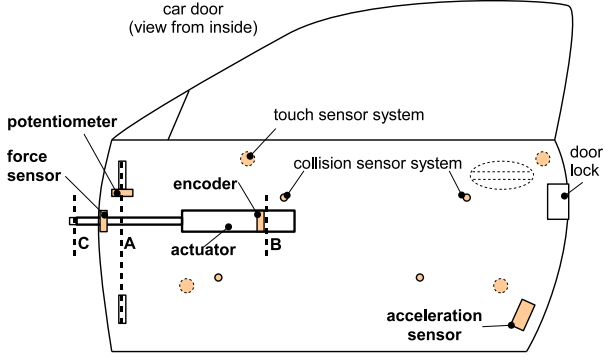 car door
(view from inside)
potentiometer
touch sensor system
force
sensor
encoder
collision sensor system
door
lock
C
A
actuator
B
acceleration
sensor